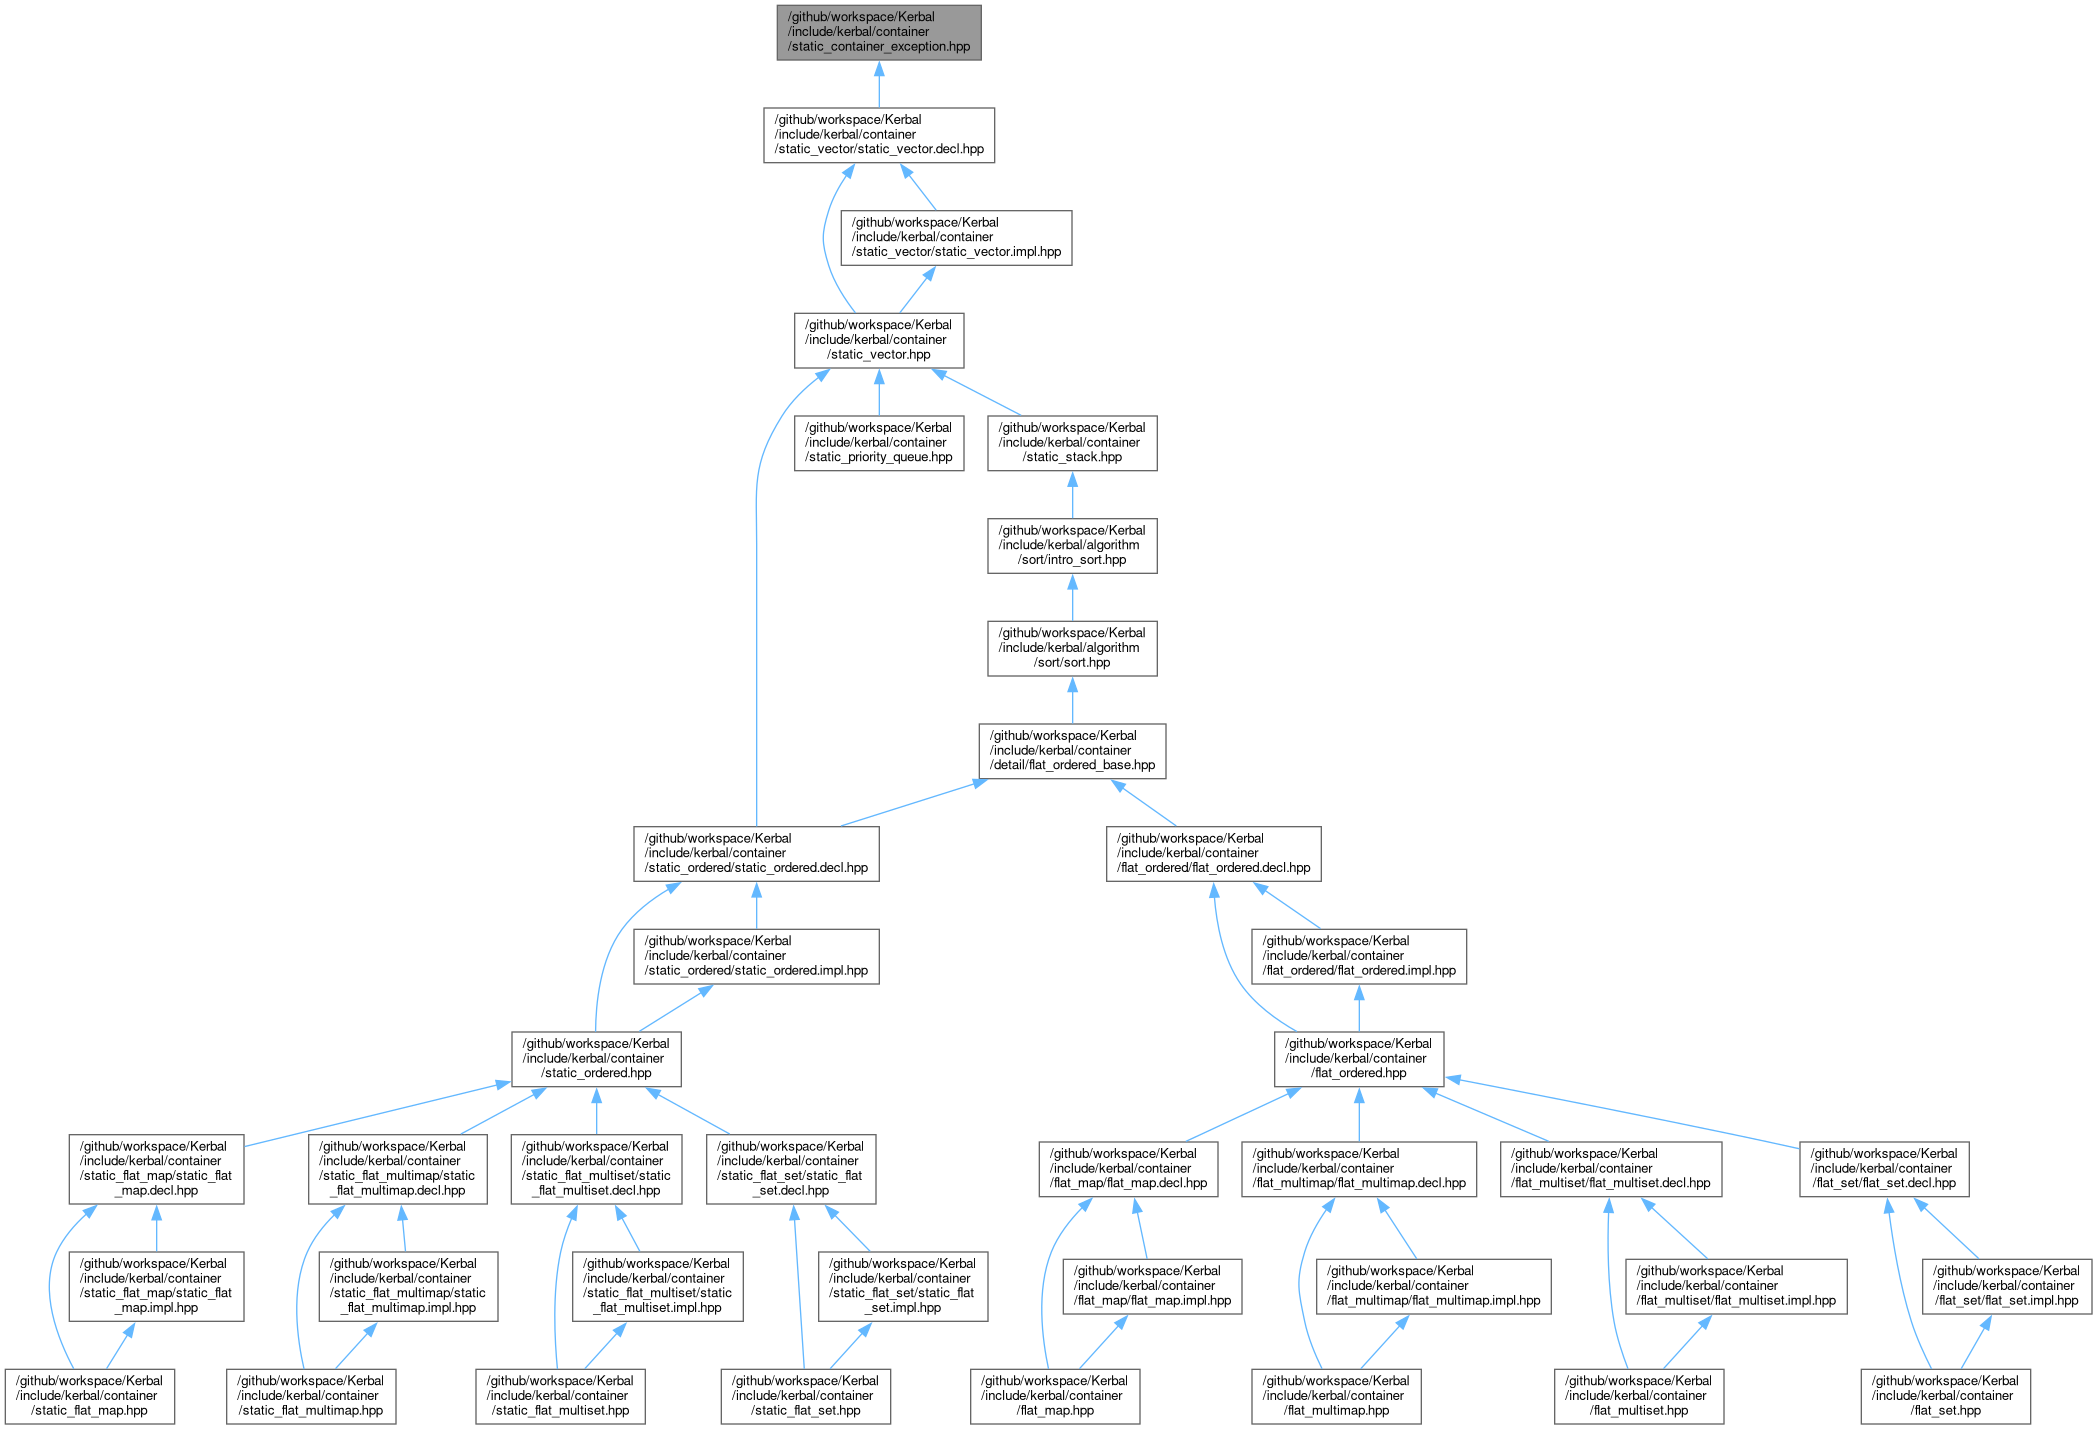 /github/workspace/Kerbal
/include/kerbal/container
/static_container_exception.hpp
/github/workspace/Kerbal
/include/kerbal/container
/static_vector/static_vector.decl.hpp
/github/workspace/Kerbal
/include/kerbal/container
/static_vector/static_vector.impl.hpp
/github/workspace/Kerbal
/include/kerbal/container
/static_vector.hpp
/github/workspace/Kerbal
/include/kerbal/container
/static_priority_queue.hpp
/github/workspace/Kerbal
/include/kerbal/container
/static_stack.hpp
/github/workspace/Kerbal
/include/kerbal/algorithm
/sort/intro_sort.hpp
/github/workspace/Kerbal
/include/kerbal/algorithm
/sort/sort.hpp
/github/workspace/Kerbal
/include/kerbal/container
/detail/flat_ordered_base.hpp
/github/workspace/Kerbal
/include/kerbal/container
/static_ordered/static_ordered.decl.hpp
/github/workspace/Kerbal
/include/kerbal/container
/flat_ordered/flat_ordered.decl.hpp
/github/workspace/Kerbal
/include/kerbal/container
/static_ordered/static_ordered.impl.hpp
/github/workspace/Kerbal
/include/kerbal/container
/flat_ordered/flat_ordered.impl.hpp
/github/workspace/Kerbal
/include/kerbal/container
/static_ordered.hpp
/github/workspace/Kerbal
/include/kerbal/container
/flat_ordered.hpp
/github/workspace/Kerbal
/include/kerbal/container
/static_flat_map/static_flat
_map.decl.hpp
/github/workspace/Kerbal
/include/kerbal/container
/static_flat_multimap/static
_flat_multimap.decl.hpp
/github/workspace/Kerbal
/include/kerbal/container
/static_flat_multiset/static
_flat_multiset.decl.hpp
/github/workspace/Kerbal
/include/kerbal/container
/static_flat_set/static_flat
_set.decl.hpp
/github/workspace/Kerbal
/include/kerbal/container
/flat_map/flat_map.decl.hpp
/github/workspace/Kerbal
/include/kerbal/container
/flat_multimap/flat_multimap.decl.hpp
/github/workspace/Kerbal
/include/kerbal/container
/flat_multiset/flat_multiset.decl.hpp
/github/workspace/Kerbal
/include/kerbal/container
/flat_set/flat_set.decl.hpp
/github/workspace/Kerbal
/include/kerbal/container
/static_flat_map/static_flat
_map.impl.hpp
/github/workspace/Kerbal
/include/kerbal/container
/static_flat_multimap/static
_flat_multimap.impl.hpp
/github/workspace/Kerbal
/include/kerbal/container
/static_flat_multiset/static
_flat_multiset.impl.hpp
/github/workspace/Kerbal
/include/kerbal/container
/static_flat_set/static_flat
_set.impl.hpp
/github/workspace/Kerbal
/include/kerbal/container
/flat_map/flat_map.impl.hpp
/github/workspace/Kerbal
/include/kerbal/container
/flat_multimap/flat_multimap.impl.hpp
/github/workspace/Kerbal
/include/kerbal/container
/flat_multiset/flat_multiset.impl.hpp
/github/workspace/Kerbal
/include/kerbal/container
/flat_set/flat_set.impl.hpp
/github/workspace/Kerbal
/include/kerbal/container
/static_flat_map.hpp
/github/workspace/Kerbal
/include/kerbal/container
/static_flat_multimap.hpp
/github/workspace/Kerbal
/include/kerbal/container
/static_flat_multiset.hpp
/github/workspace/Kerbal
/include/kerbal/container
/static_flat_set.hpp
/github/workspace/Kerbal
/include/kerbal/container
/flat_map.hpp
/github/workspace/Kerbal
/include/kerbal/container
/flat_multimap.hpp
/github/workspace/Kerbal
/include/kerbal/container
/flat_multiset.hpp
/github/workspace/Kerbal
/include/kerbal/container
/flat_set.hpp